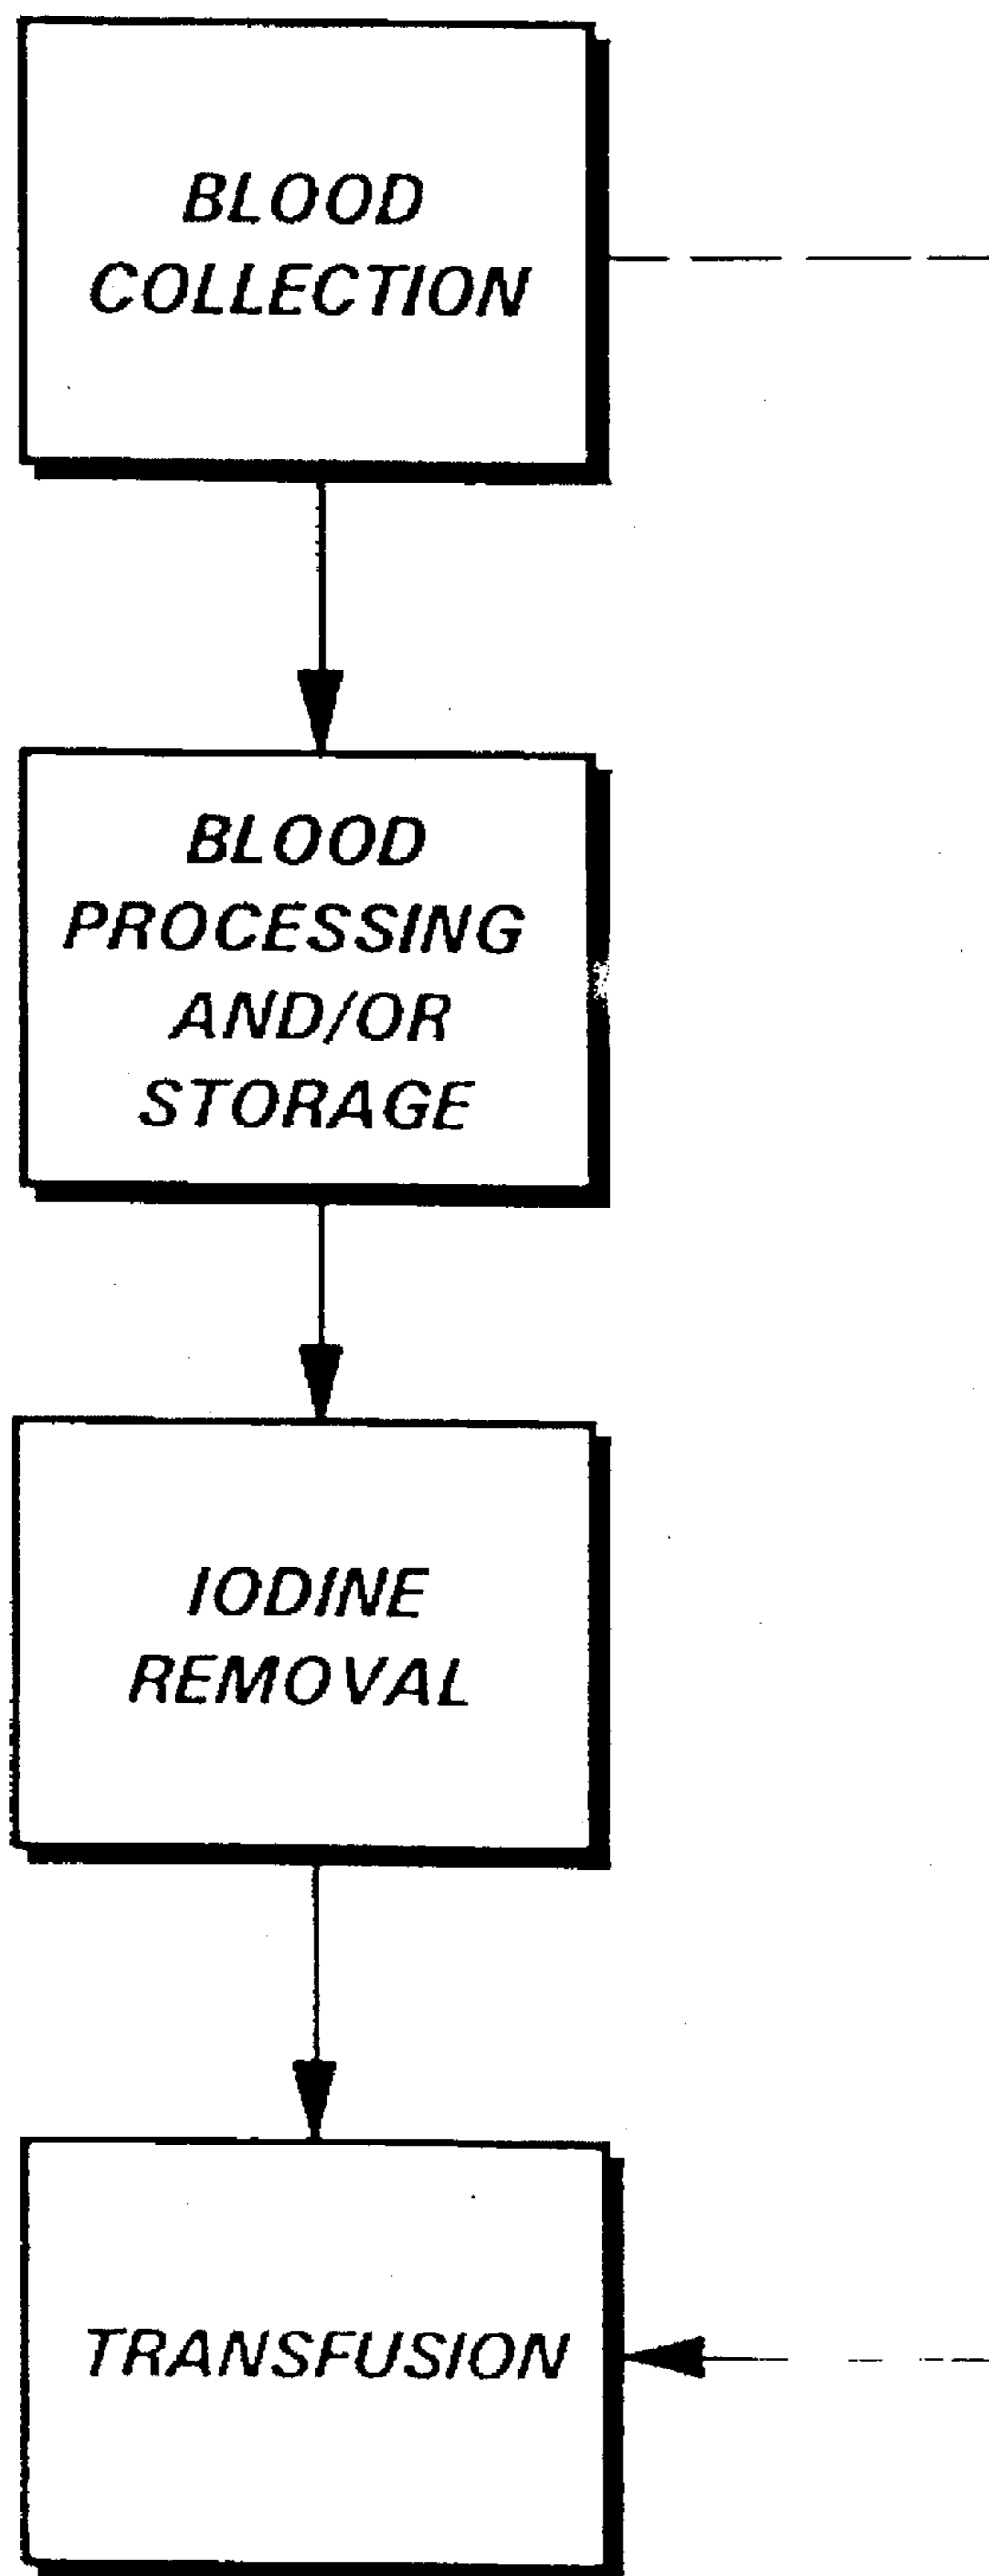 BLOOD
COLLECTION
BLOOD
PROCESSING
AND/OR
STORAGE
IODINE
REMOVAL
TRANSFUSION